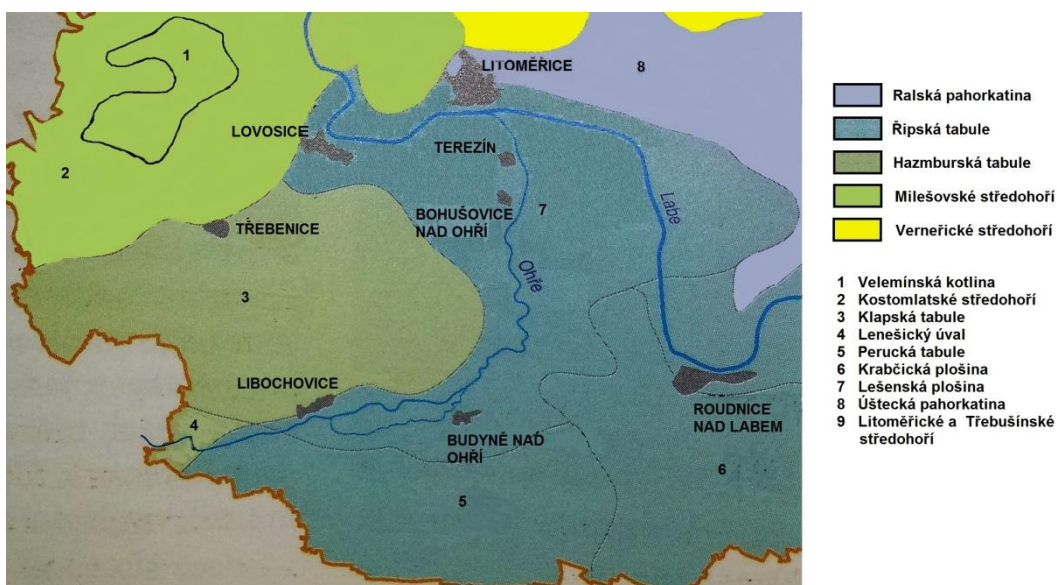 1
LITOMĚŘICE
8
LOVOSICE
TEREZÍN
2
BOHUŠOVICE
NAD OHŘÍ
7
Labe
TŘEBENICE
Ohře
3
LIBOCHOVICE
ROUDNICE
NAD LABEM
4
BUDYNĚ NAD
OHŘÍ
6
5
Ralská pahorkatina
Řipská tabule
Hazmburská tabule
Milešovské středohoří
Verneřické středohoří
1 Velemínská kotlina
2 Kostomlatské středohoří
3 Klapská tabule
4 Lenešický úval
5 Perucká tabule
6 Krabčická plošina
7 Lešenská plošina
8 Úštecká pahorkatina
9 Litoměřické a Třebušínské
středohoří